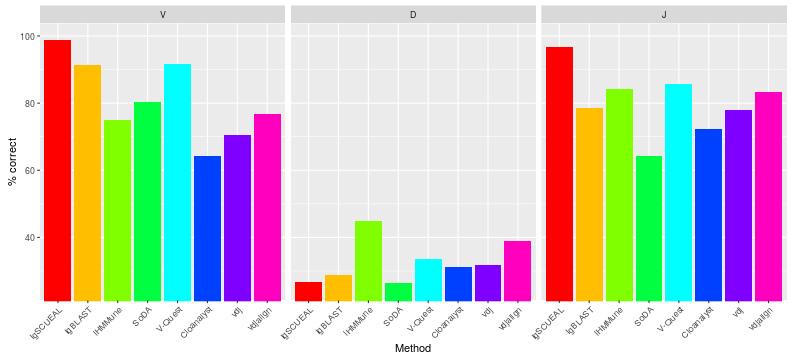 V D J
% correct
100
80
60
40
IgSCUEAL IgBLAST iHMMune SoDA V-Quest Cloanalyst vdj vdjalign IgSCUEAL IgBLAST iHMMune SoDA V-Quest Cloanalyst vdj vdjalign IgSCUEAL IgBLAST iHMMune SoDA V-Quest Cloanalyst vdj vdjalign
Method